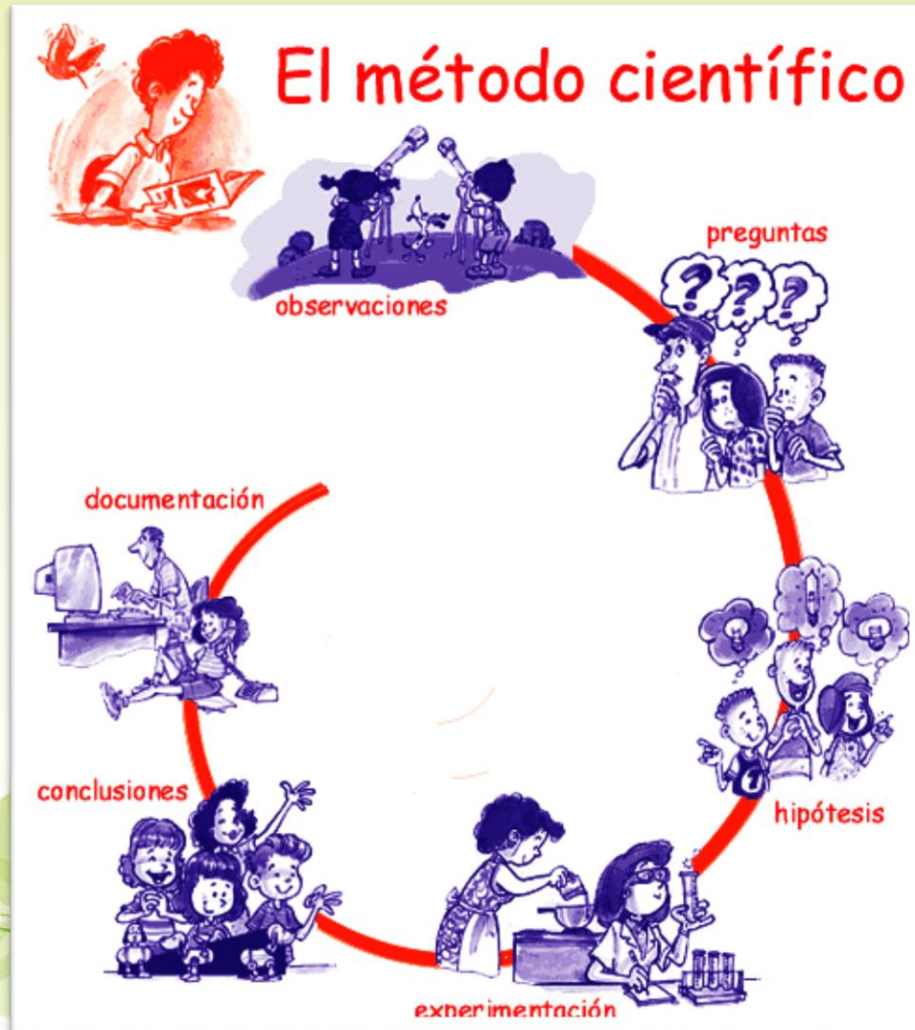 El método científico
observaciones
preguntas
hipótesis
experimentación
conclusiones
documentación